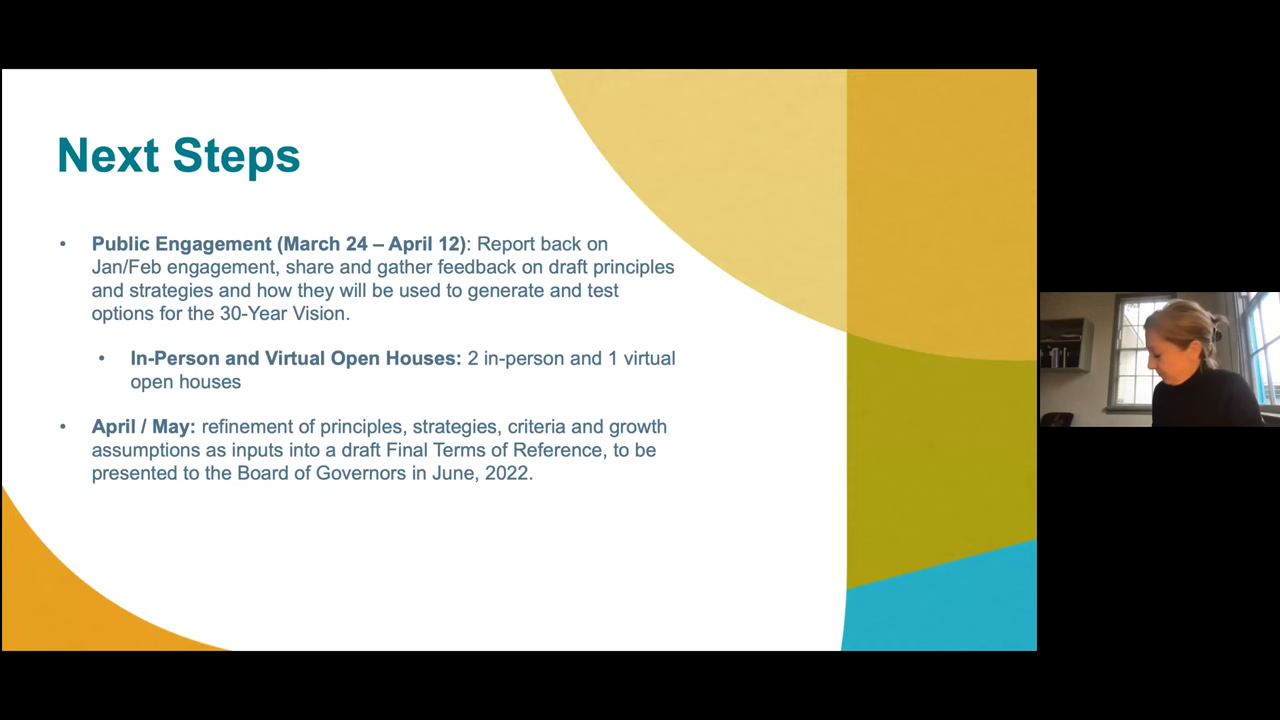 Next Steps
• Public Engagement (March 24 – April 12): Report back on
Jan/Feb engagement, share and gather feedback on draft principles
and strategies and how they will be used to generate and test
options for the 30-Year Vision.
• In-Person and Virtual Open Houses: 2 in-person and 1 virtual
open houses
• April / May: refinement of principles, strategies, criteria and growth
assumptions as inputs into a draft Final Terms of Reference, to be
presented to the Board of Governors in June, 2022.